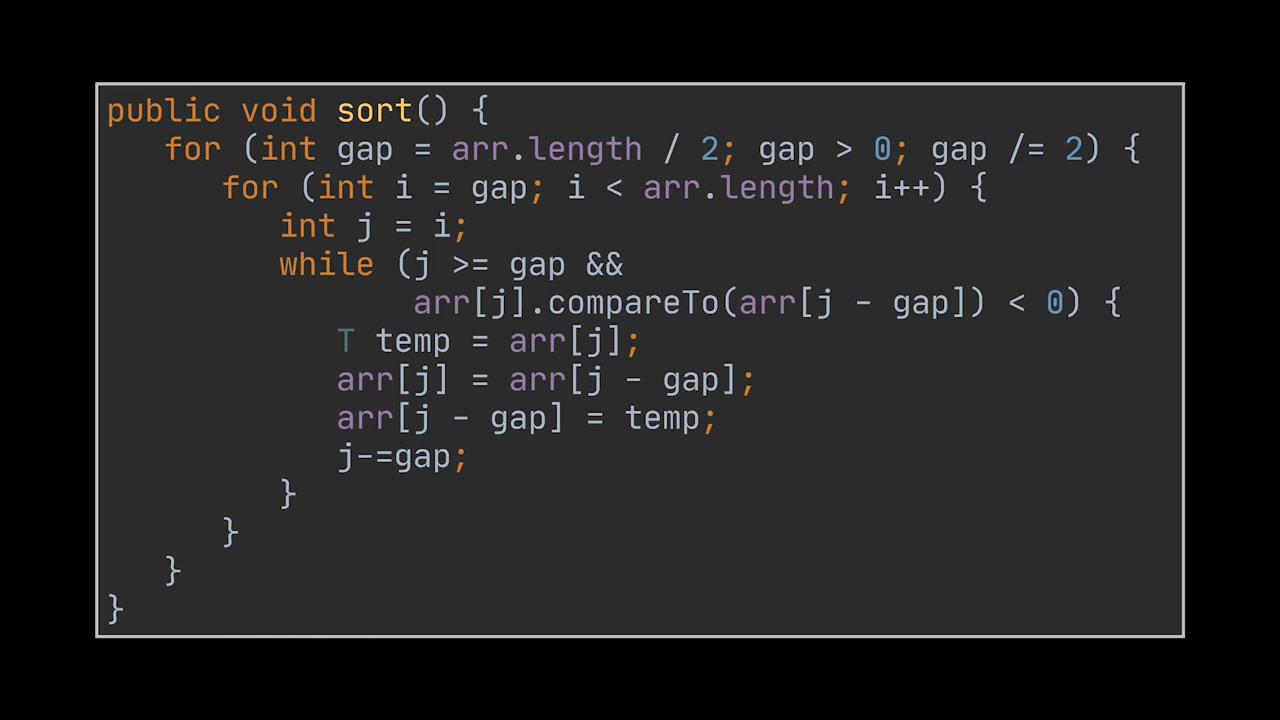 public void sort() {
   for (int gap = arr.length / 2; gap > 0; gap /= 2) {
      for (int i = gap; i < arr.length; i++) {
         int j = i;
         while (j >= gap &&
                arr[j].compareTo(arr[j - gap]) < 0) {
            T temp = arr[j];
            arr[j] = arr[j - gap];
            arr[j - gap] = temp;
            j-=gap;
         }
      }
   }
}